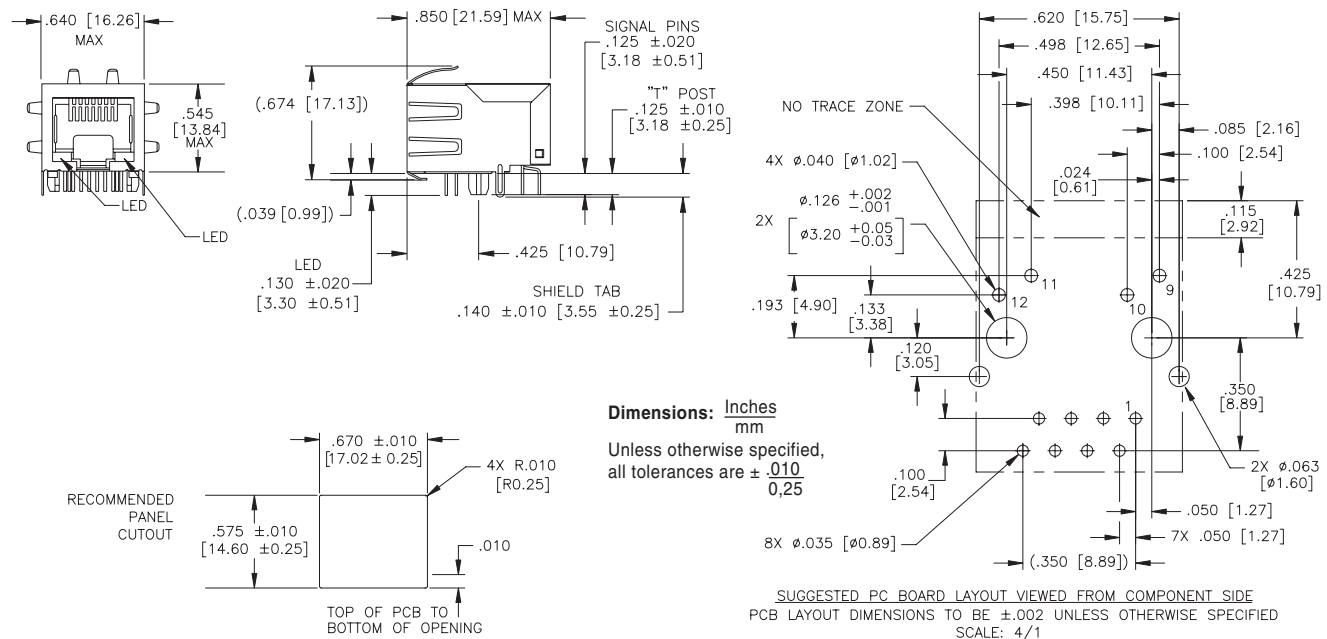 .640 [16.26]
MAX
.545
[13.84]
MAX
LED
LED
.850 [21.59] MAX
(.674 [17.13])
(.039 [0.99])
LED
.130 ±.020
[3.30 ±0.51]
.425 [10.79]
SIGNAL PINS
.125 ±.020
[3.18 ±0.51]
"T" POST
.125 ±.010
[3.18 ±0.25]
SHIELD TAB
.140 ±.010 [3.55 ±0.25]
.620 [15.75]
.498 [12.65]
.450 [11.43]
.398 [10.11]
NO TRACE ZONE
.085 [2.16]
.100 [2.54]
4X ø.040 [ø1.02]
.024
[0.61]
2X
ø.126 +.002
-.001
[ø3.20 +0.05
-0.03]
.115
[2.92]
.425
[10.79]
11
9
12
10
.193 [4.90]
.133
[3.38]
.120
[3.05]
.350
[8.89]
1
.100
[2.54]
2X ø.063
[ø1.60]
.050 [1.27]
7X .050 [1.27]
8X ø.035 [ø0.89]
(.350 [8.89])
SUGGESTED PC BOARD LAYOUT VIEWED FROM COMPONENT SIDE
PCB LAYOUT DIMENSIONS TO BE ±.002 UNLESS OTHERWISE SPECIFIED
SCALE: 4/1
Dimensions: Inches
mm
Unless otherwise specified,
all tolerances are ± .010
0,25
RECOMMENDED
PANEL
CUTOUT
.670 ±.010
[17.02± 0.25]
4X R.010
[R0.25]
.575 ±.010
[14.60 ±0.25]
.010
TOP OF PCB TO
BOTTOM OF OPENING